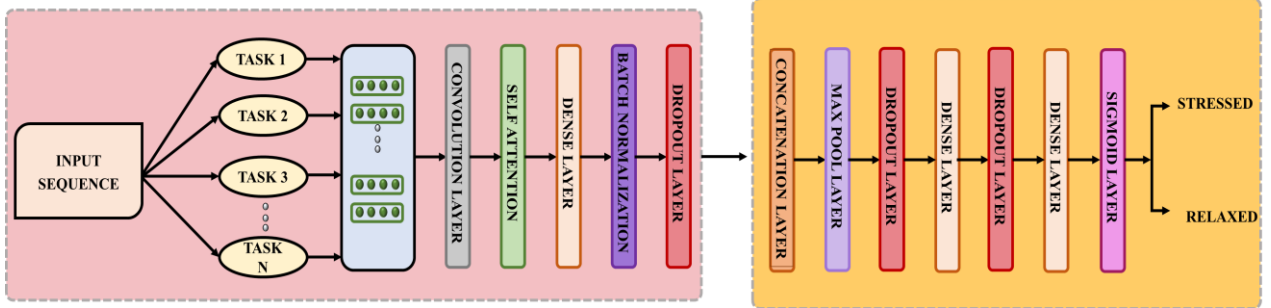 INPUT
SEQUENCE
TASK 1
TASK 2
TASK 3
TASK
N
CONVOLUTION LAYER
SELF ATTENTION
DENSE LAYER
BATCH NORMALIZATION
DROPOUT LAYER
CONCATENATION LAYER
MAX POOL LAYER
DROPOUT LAYER
DENSE LAYER
DROPOUT LAYER
DENSE LAYER
SIGMOID LAYER
STRESSED
RELAXED